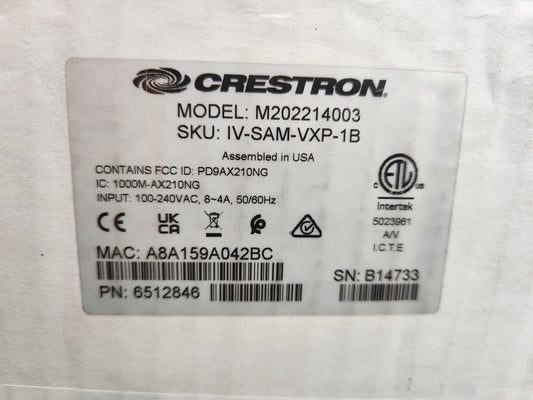 CRESTRON
MODEL: M202214003
SKU: IV-SAM-VXP-1B
Assembled in USA
CONTAINS FCC ID: PD9AX210NG
IC: 1000M-AX210NG
INPUT: 100-240VAC, 8~4A, 50/60Hz
CE UK CA
c ETL us
Intertek
5023961
A/V
I.C.T.E
MAC: A8A159A042BC
SN: B14733
PN: 6512846